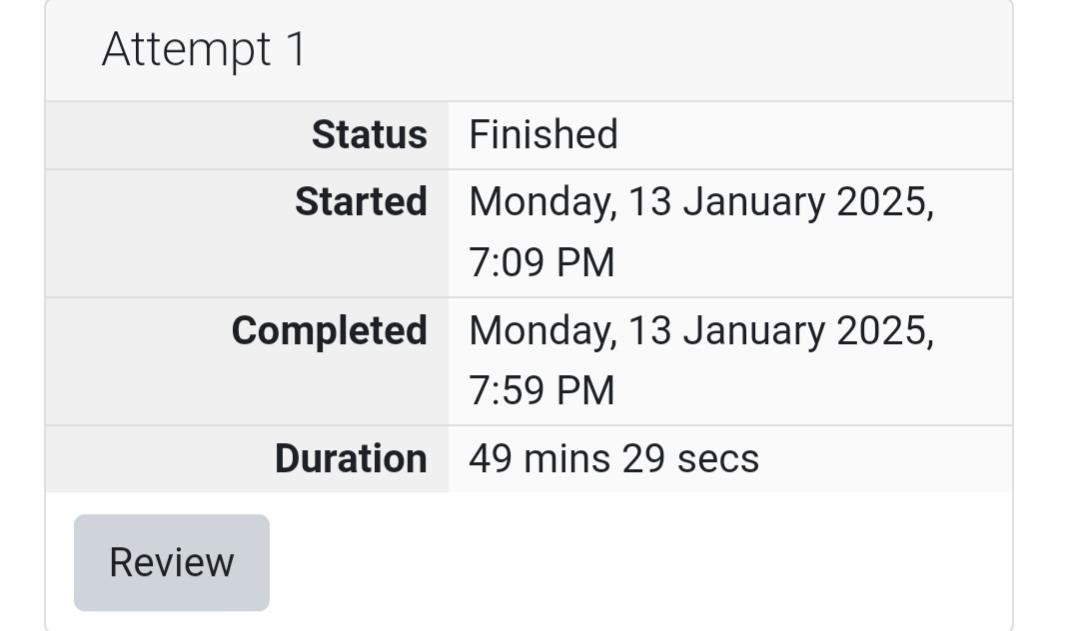 Attempt 1
Status Finished
Started Monday, 13 January 2025,
7:09 PM
Completed Monday, 13 January 2025,
7:59 PM
Duration 49 mins 29 secs
Review